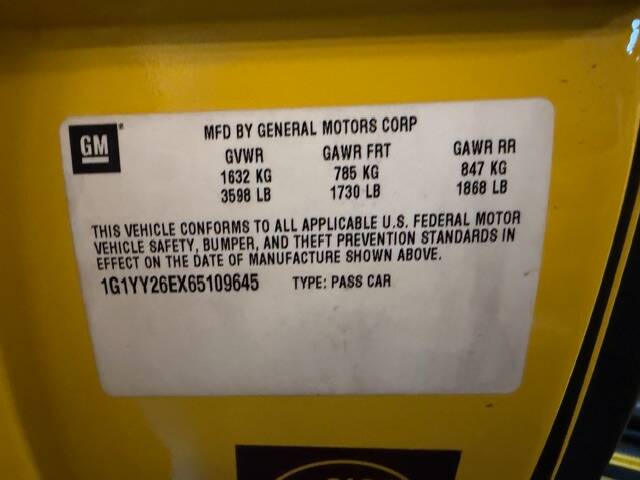 GM
MFD BY GENERAL MOTORS CORP
GVWR GAWR FRT GAWR RR
1632 KG 785 KG 847 KG
3598 LB 1730 LB 1868 LB
THIS VEHICLE CONFORMS TO ALL APPLICABLE U.S. FEDERAL MOTOR
VEHICLE SAFETY, BUMPER, AND THEFT PREVENTION STANDARDS IN
EFFECT ON THE DATE OF MANUFACTURE SHOWN ABOVE.
1G1YY26EX65109645 TYPE: PASS CAR